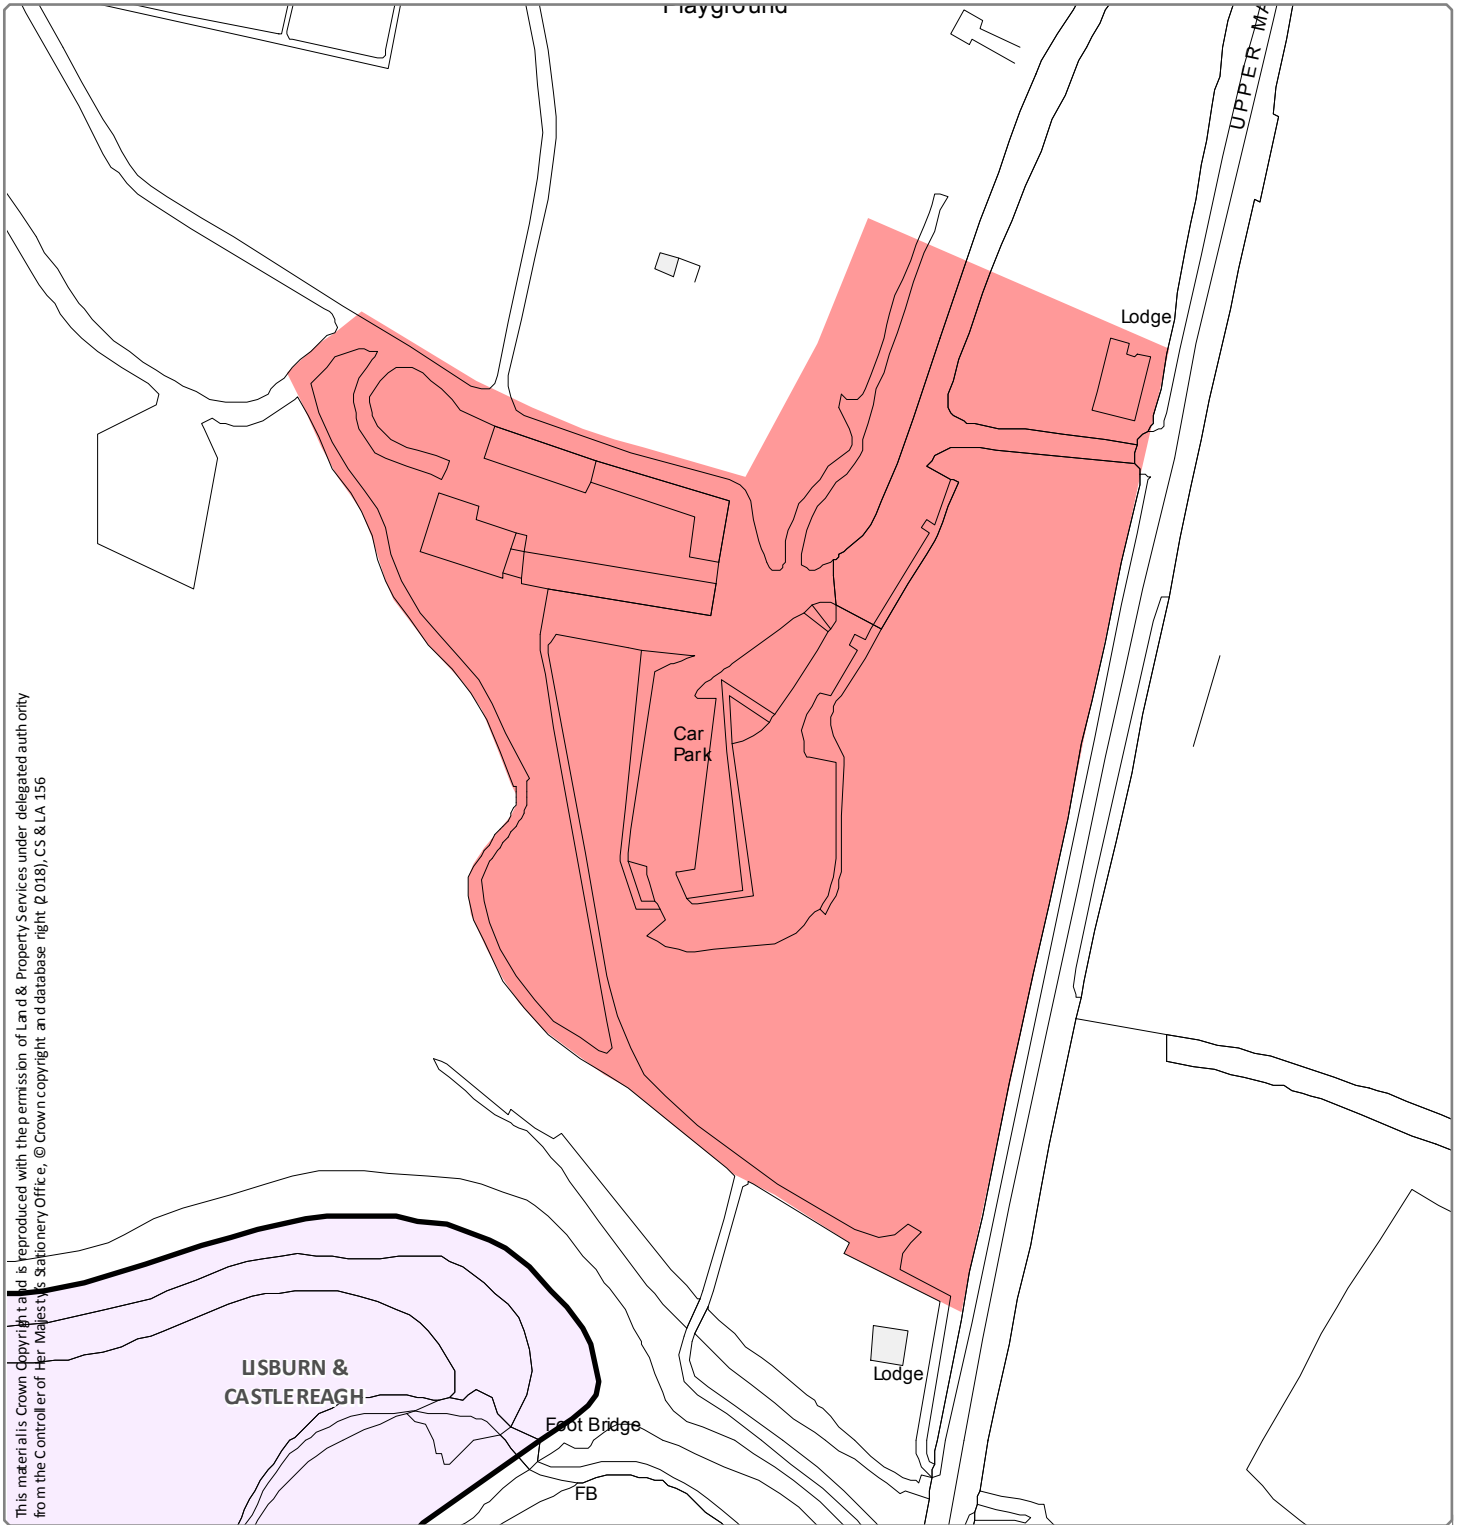 Playground
UPPER MA
Lodge
Car
Park
Lodge
LISBURN &
CASTLEREAGH
Foot Bridge
FB
This material is Crown Copyright and is reproduced with the permission of Land & Property Services under delegated authority
from the Controller of Her Majesty's Stationery Office, © Crown copyright and database right (2018), CS & LA 156